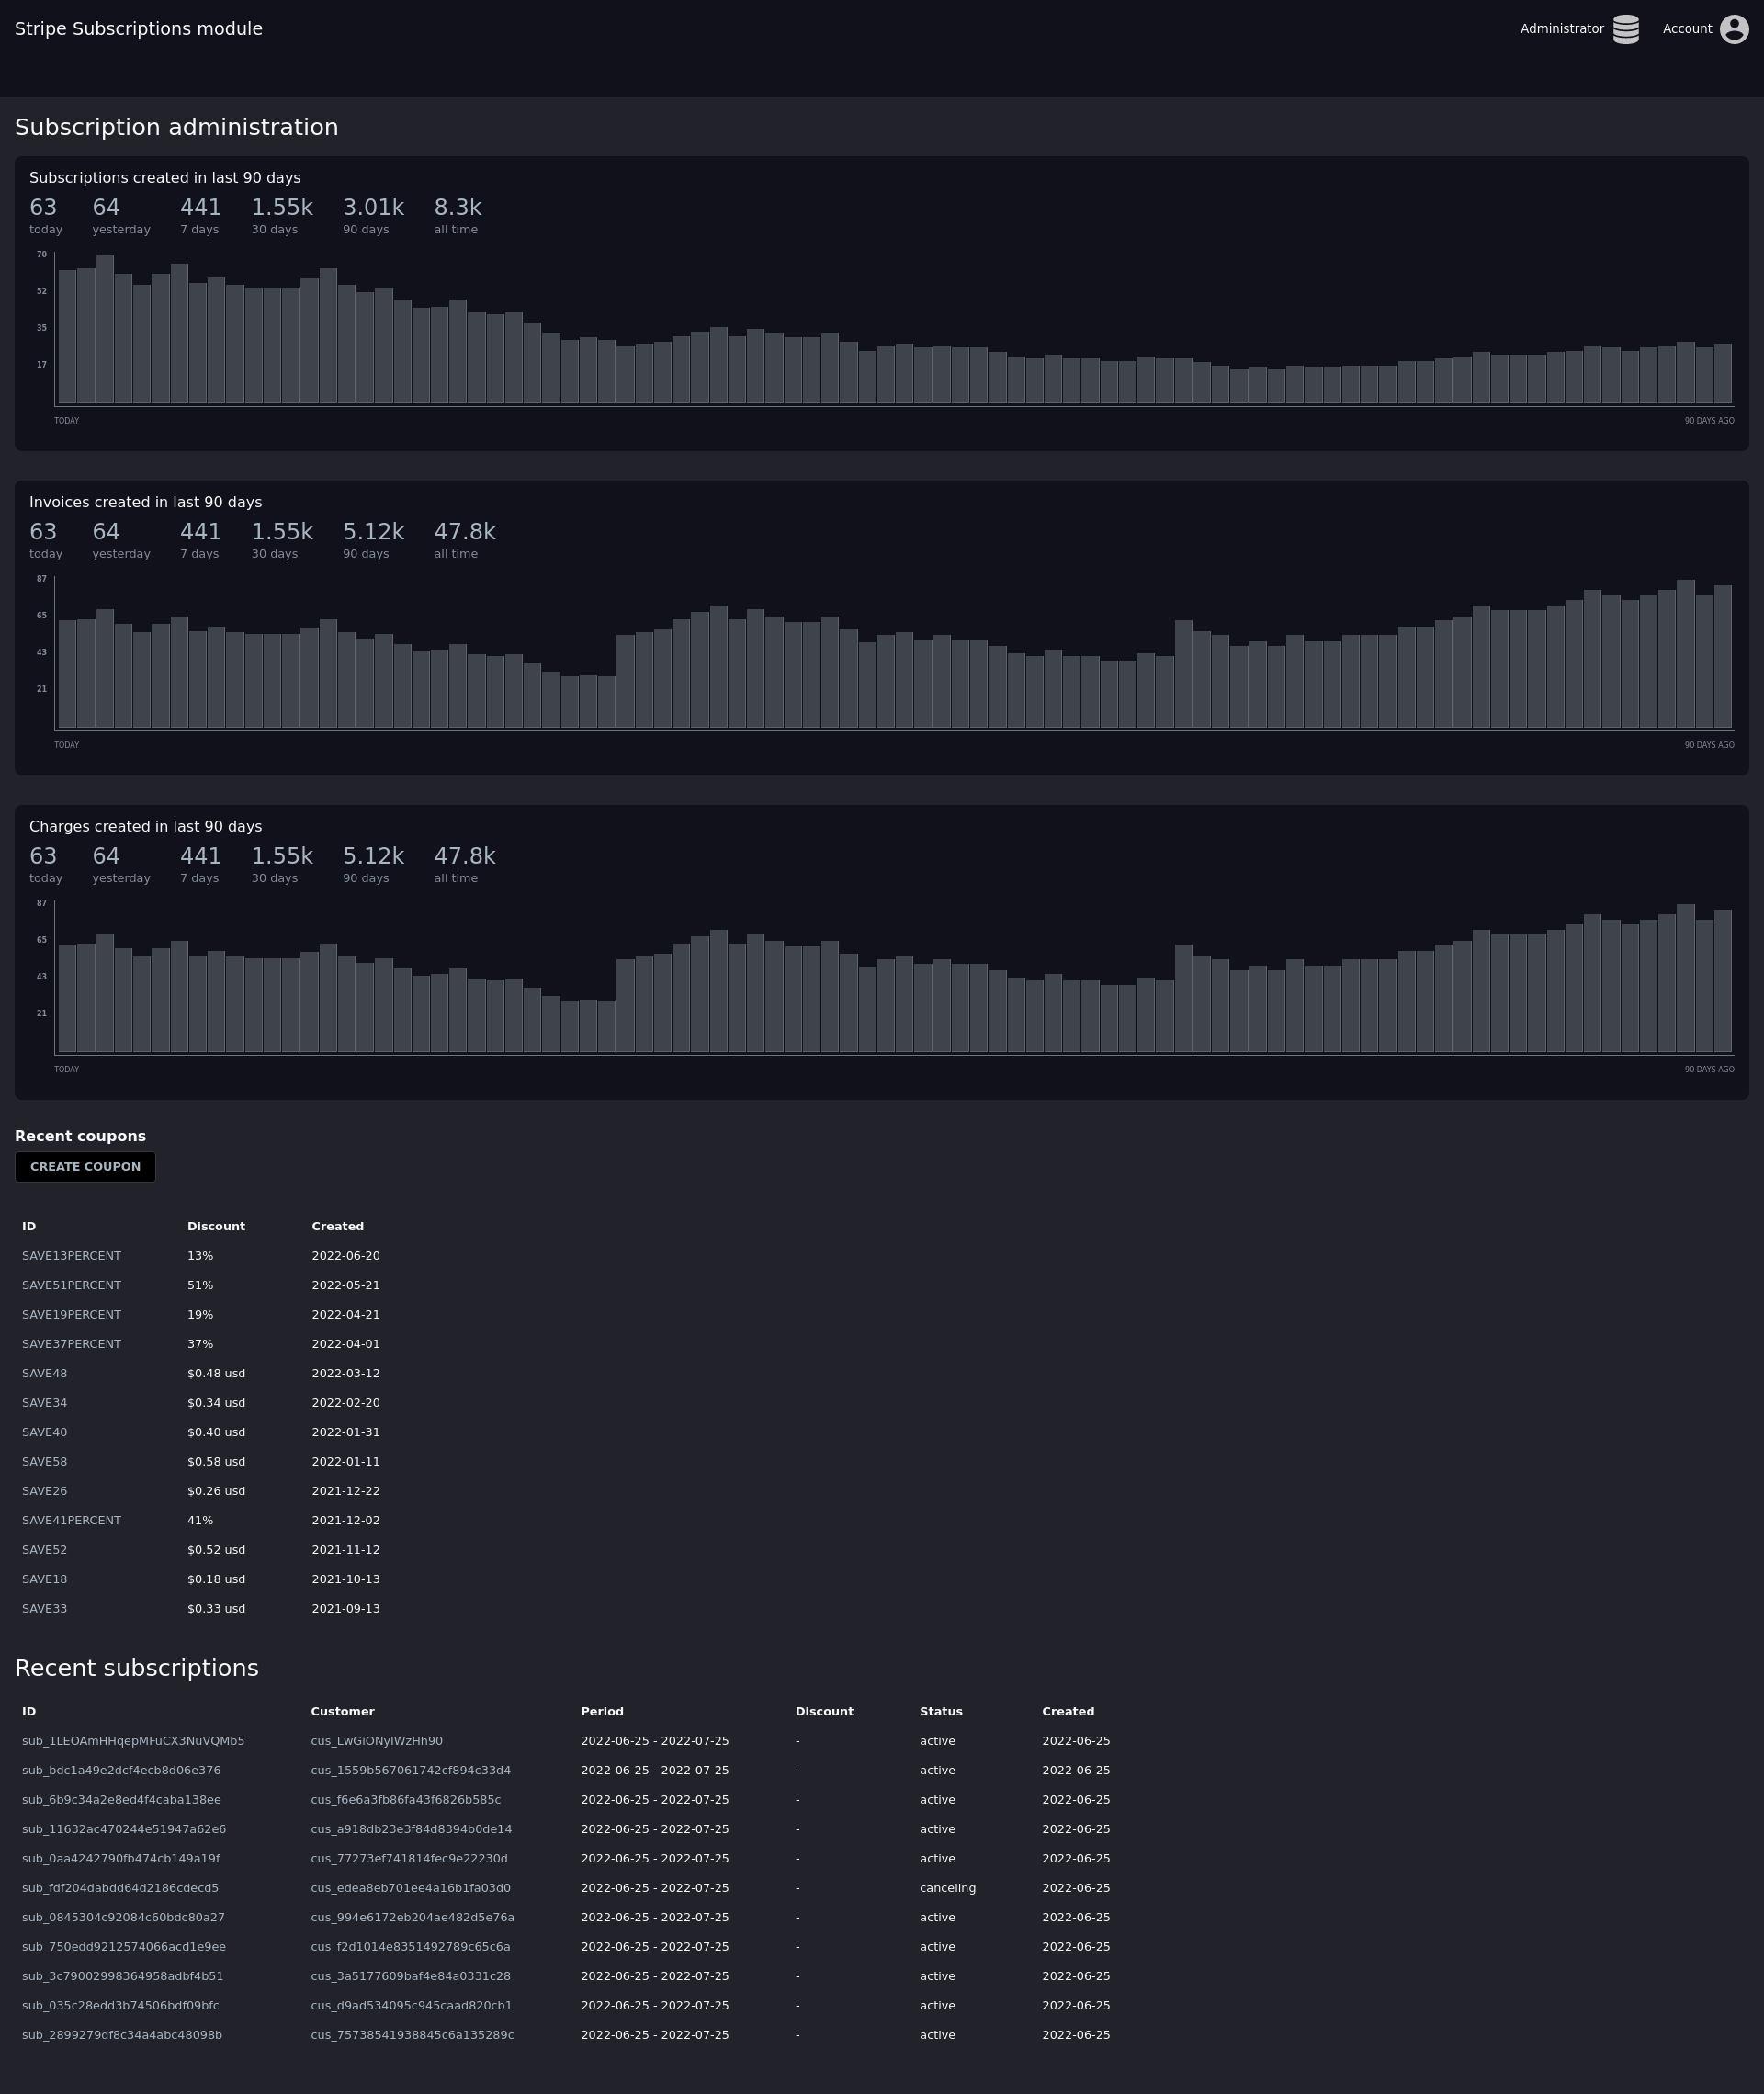 Stripe Subscriptions module
Administrator
Account
Subscription administration
Subscriptions created in last 90 days
63 64 441 1.55k 3.01k 8.3k
today yesterday 7 days 30 days 90 days all time
70
52
35
17
TODAY 90 DAYS AGO
Invoices created in last 90 days
63 64 441 1.55k 5.12k 47.8k
today yesterday 7 days 30 days 90 days all time
87
65
43
21
TODAY 90 DAYS AGO
Charges created in last 90 days
63 64 441 1.55k 5.12k 47.8k
today yesterday 7 days 30 days 90 days all time
87
65
43
21
TODAY 90 DAYS AGO
Recent coupons
CREATE COUPON
ID Discount Created
SAVE13PERCENT 13% 2022-06-20
SAVE51PERCENT 51% 2022-05-21
SAVE19PERCENT 19% 2022-04-21
SAVE37PERCENT 37% 2022-04-01
SAVE48 $0.48 usd 2022-03-12
SAVE34 $0.34 usd 2022-02-20
SAVE40 $0.40 usd 2022-01-31
SAVE58 $0.58 usd 2022-01-11
SAVE26 $0.26 usd 2021-12-22
SAVE41PERCENT 41% 2021-12-02
SAVE52 $0.52 usd 2021-11-12
SAVE18 $0.18 usd 2021-10-13
SAVE33 $0.33 usd 2021-09-13
Recent subscriptions
ID Customer Period Discount Status Created
sub_1LEOAmHHqepMFuCX3NuVQMb5 cus_LwGiONyIWzHh90 2022-06-25 - 2022-07-25 - active 2022-06-25
sub_bdc1a49e2dcf4ecb8d06e376 cus_1559b567061742cf894c33d4 2022-06-25 - 2022-07-25 - active 2022-06-25
sub_6b9c34a2e8ed4f4caba138ee cus_f6e6a3fb86fa43f6826b585c 2022-06-25 - 2022-07-25 - active 2022-06-25
sub_11632ac470244e51947a62e6 cus_a918db23e3f84d8394b0de14 2022-06-25 - 2022-07-25 - active 2022-06-25
sub_0aa4242790fb474cb149a19f cus_77273ef741814fec9e22230d 2022-06-25 - 2022-07-25 - active 2022-06-25
sub_fdf204dabdd64d2186cdecd5 cus_edea8eb701ee4a16b1fa03d0 2022-06-25 - 2022-07-25 - canceling 2022-06-25
sub_0845304c92084c60bdc80a27 cus_994e6172eb204ae482d5e76a 2022-06-25 - 2022-07-25 - active 2022-06-25
sub_750edd9212574066acd1e9ee cus_f2d1014e8351492789c65c6a 2022-06-25 - 2022-07-25 - active 2022-06-25
sub_3c79002998364958adbf4b51 cus_3a5177609baf4e84a0331c28 2022-06-25 - 2022-07-25 - active 2022-06-25
sub_035c28edd3b74506bdf09bfc cus_d9ad534095c945caad820cb1 2022-06-25 - 2022-07-25 - active 2022-06-25
sub_2899279df8c34a4abc48098b cus_75738541938845c6a135289c 2022-06-25 - 2022-07-25 - active 2022-06-25